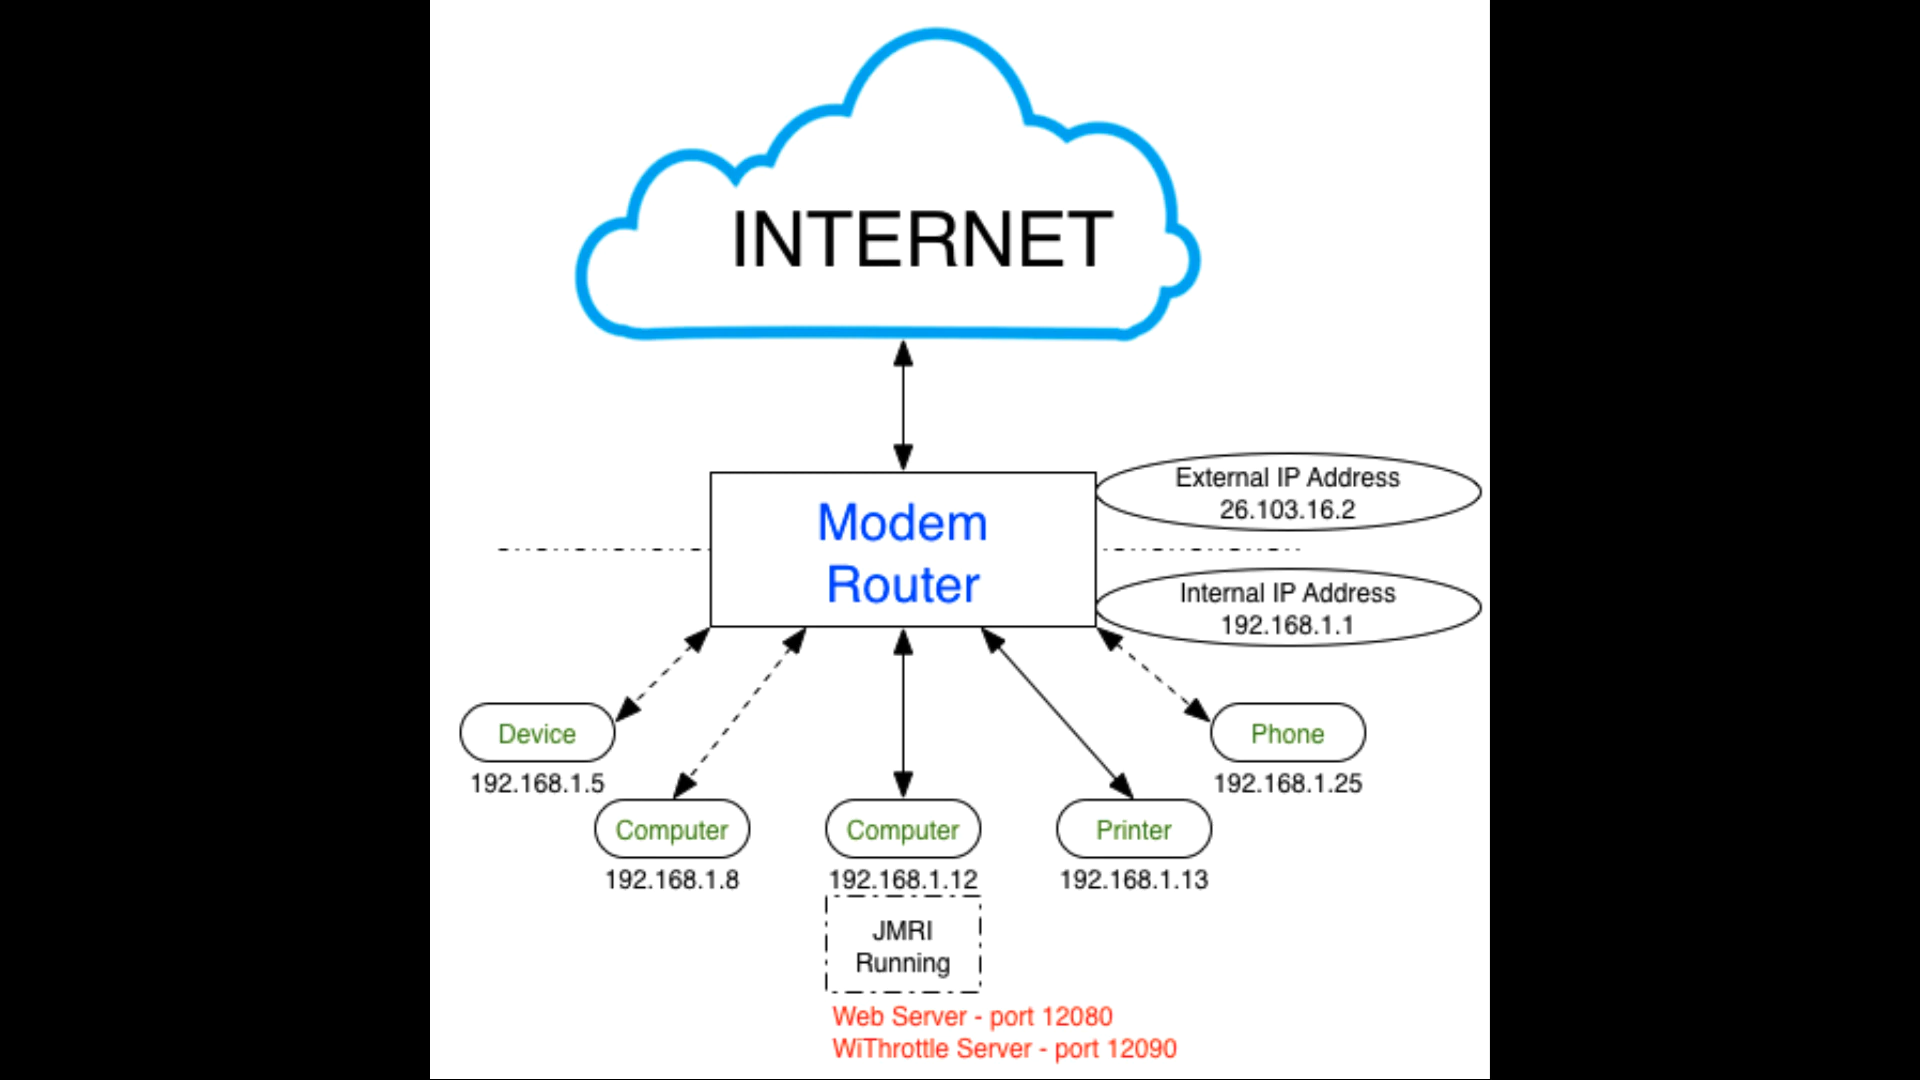 INTERNET
External IP Address
26.103.16.2
Modem
Router
Internal IP Address
192.168.1.1
Device
192.168.1.5
Phone
192.168.1.25
Computer
192.168.1.8
Computer
192.168.1.12
Printer
192.168.1.13
JMRI
Running
Web Server - port 12080
WiThrottle Server - port 12090